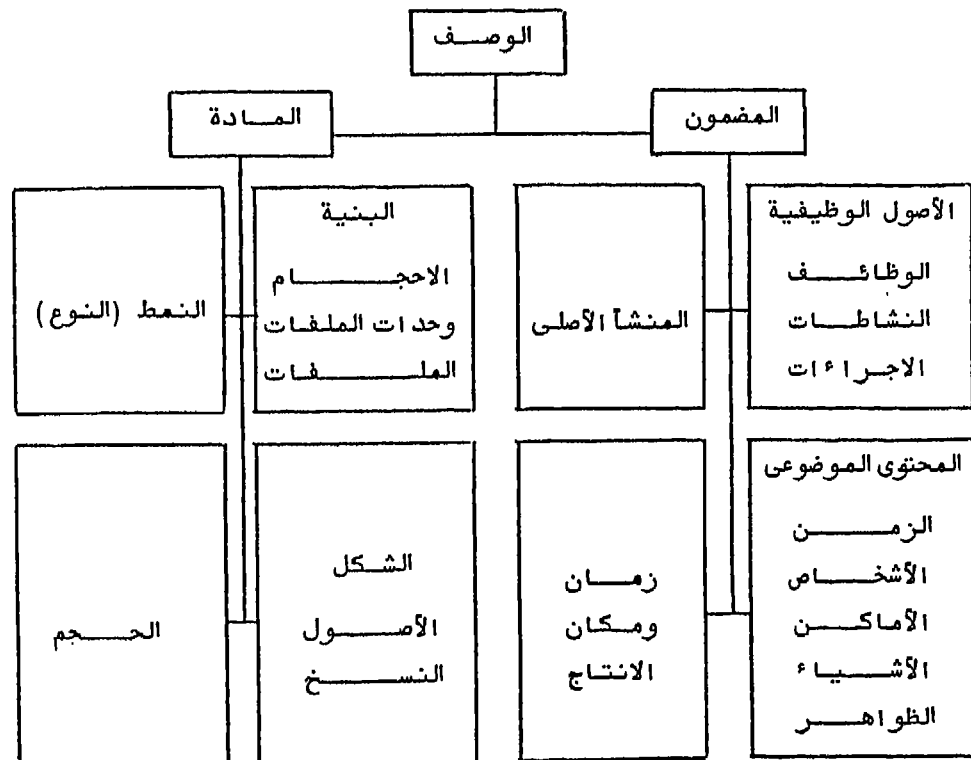 الوصف
المضمون
المادة
الأصول الوظيفية
الوظائف
النشاطات
الاجراءات
المنشأ الأصلى
البنية
الاحجام
وحدات الملفات
الملفات
النمط (النوع)
المحتوى الموضوعى
الزمن
الأشخاص
الأماكن
الأشياء
الظواهر
زمان
ومكان
الانتاج
الشكل
الأصول
النسخ
الحجم